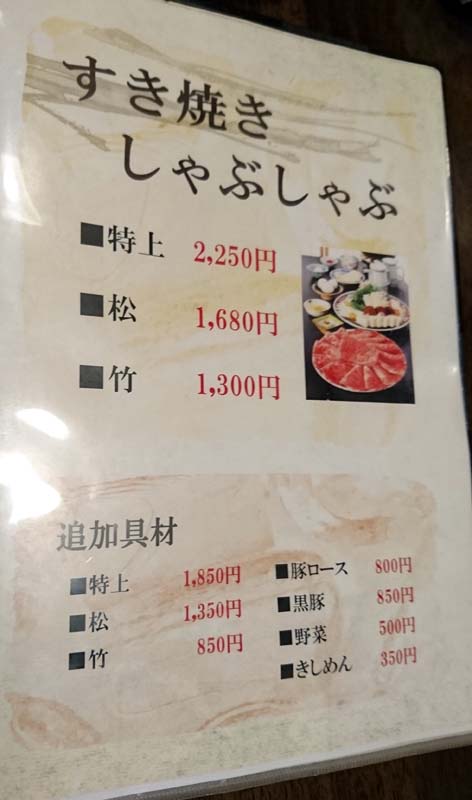 すき焼き
しゃぶしゃぶ
■特上 2,250円
■松 1,680円
■竹 1,300円
追加具材
■特上 1,850円
■松 1,350円
■竹 850円
■豚ロース 800円
■黒豚 850円
■野菜 500円
■きしめん 350円